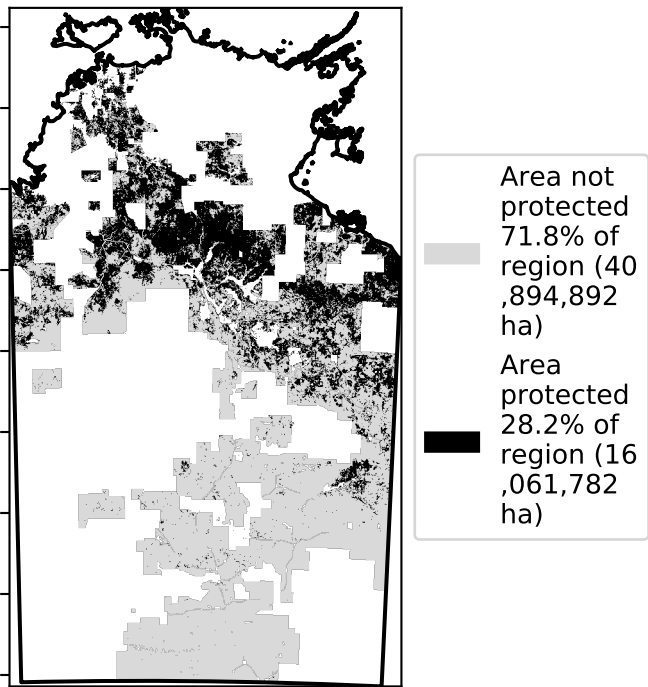 Area not
protected
71.8% of
region (40
,894,892
ha)
Area
protected
28.2% of
region (16
,061,782
ha)